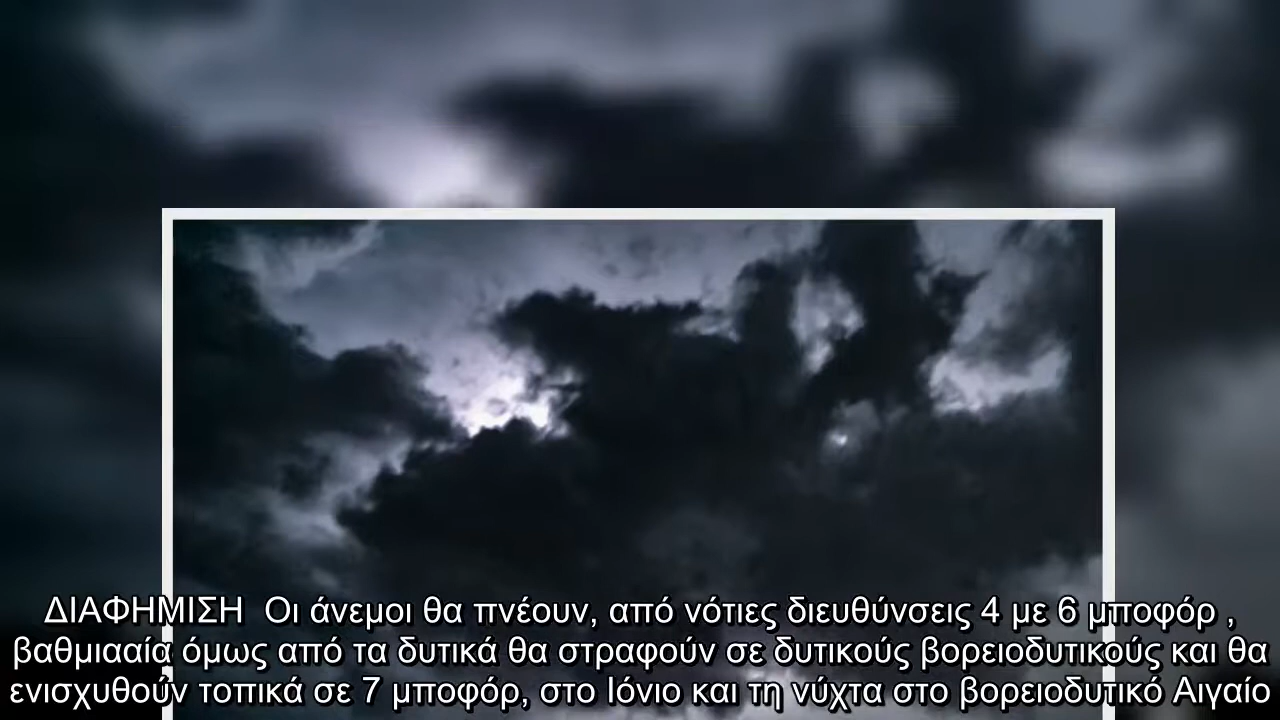 ΔΙΑΦΗΜΙΣΗ Οι άνεμοι θα πνέουν, από νότιες διευθύνσεις 4 με 6 μποφόρ ,
βαθμιααία όμως από τα δυτικά θα στραφούν σε δυτικούς βορειοδυτικούς και θα
ενισχυθούν τοπικά σε 7 μποφόρ, στο Ιόνιο και τη νύχτα στο βορειοδυτικό Αιγαίο